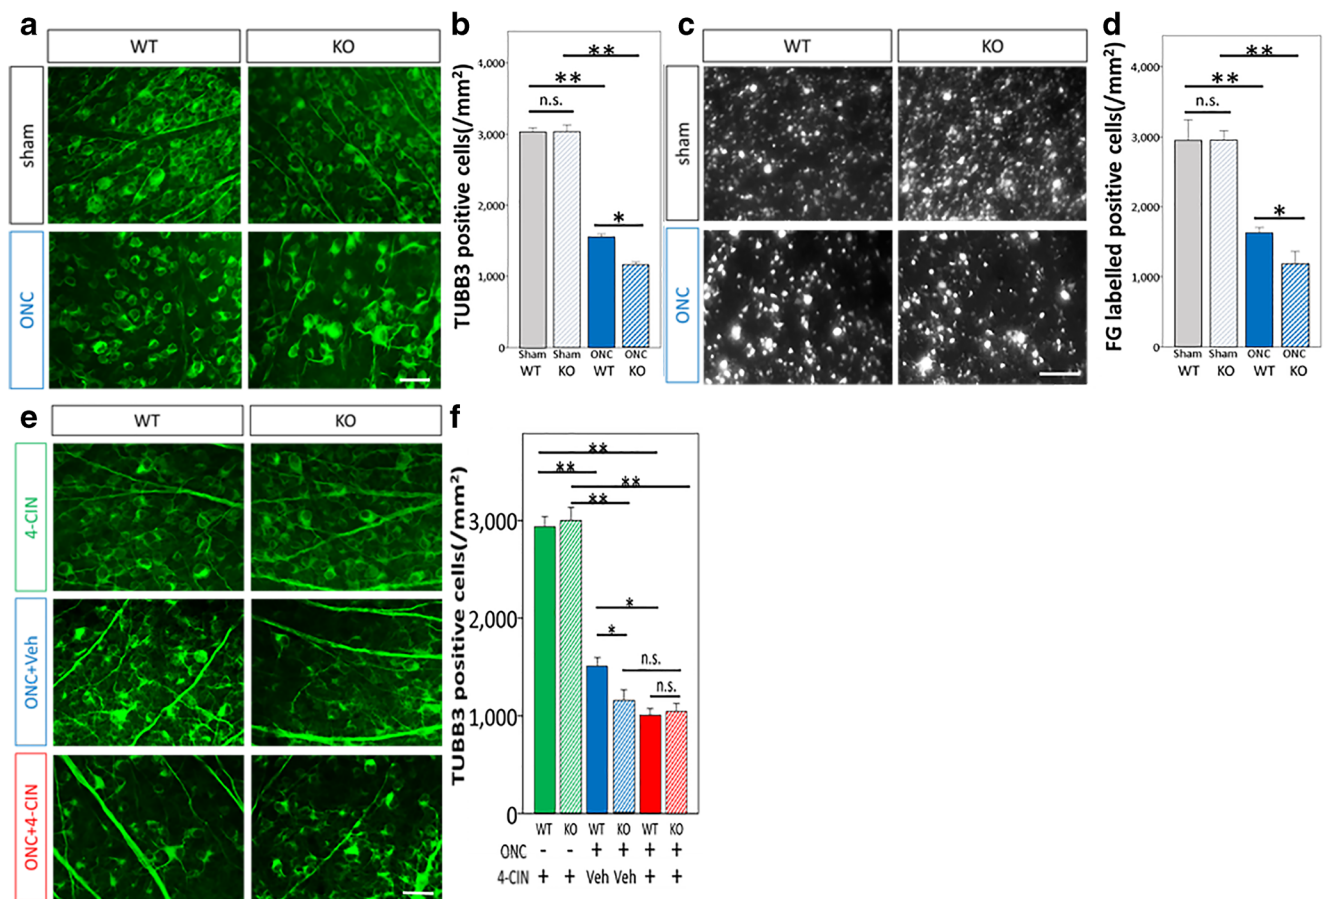 a
WT KO
sham
ONC
b
TUBB3 positive cells(/mm²)
4,000
3,000
2,000
1,000
0
**
**
n.s.
*
Sham Sham ONC ONC
WT KO WT KO
c
WT KO
sham
ONC
d
FG labelled positive cells(/mm²)
4,000
3,000
2,000
1,000
0
**
**
n.s.
*
Sham Sham ONC ONC
WT KO WT KO
e
WT KO
4-CIN
ONC+Veh
ONC+4-CIN
f
TUBB3 positive cells(/mm²)
3,000
2,000
1,000
0
**
**
**
**
*
*
n.s.
n.s.
WT KO WT KO WT KO
ONC - - + + + +
4-CIN + + Veh Veh + +